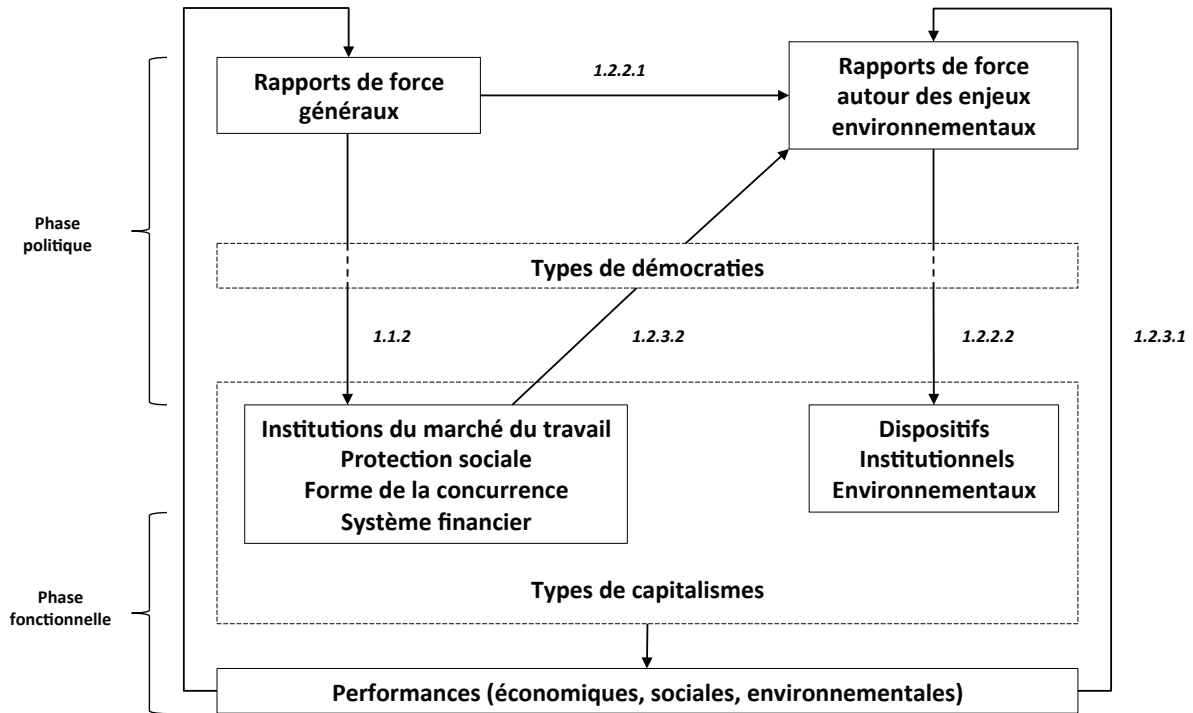 Rapports de force
généraux
1.2.2.1
Rapports de force
autour des enjeux
environnementaux
Phase
politique
Types de démocraties
1.1.2
1.2.3.2
1.2.2.2
1.2.3.1
Institutions du marché du travail
Protection sociale
Forme de la concurrence
Système financier
Dispositifs
Institutionnels
Environnementaux
Phase
fonctionnelle
Types de capitalismes
Performances (économiques, sociales, environnementales)